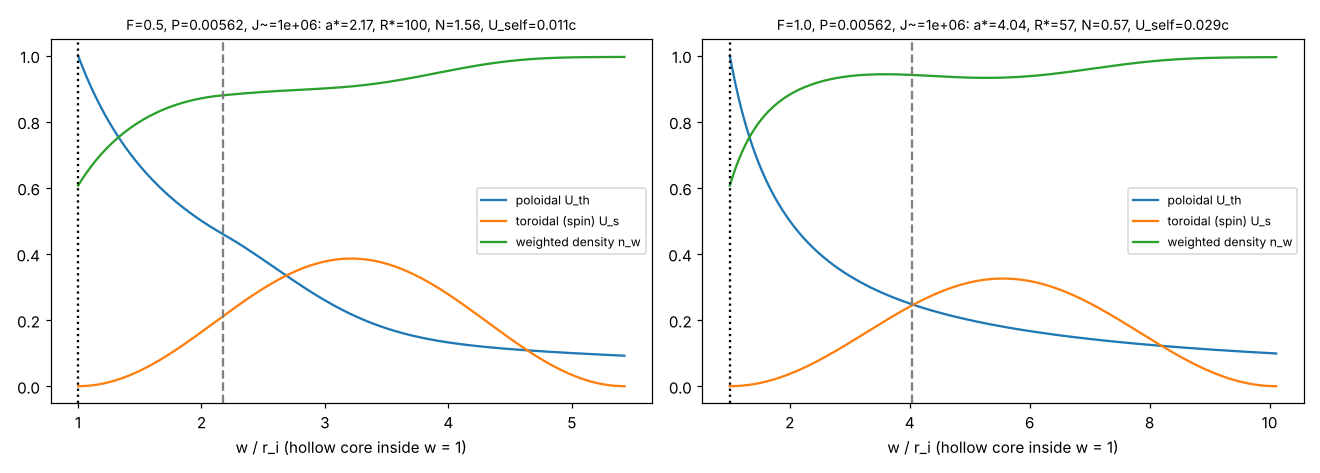 F=0.5, P=0.00562, J~=1e+06: a*=2.17, R*=100, N=1.56, U_self=0.011c
1.0
0.8
0.6
0.4
0.2
0.0
poloidal U_th
toroidal (spin) U_s
weighted density n_w
1
2
3
4
5
w / r_i (hollow core inside w = 1)
F=1.0, P=0.00562, J~=1e+06: a*=4.04, R*=57, N=0.57, U_self=0.029c
1.0
0.8
0.6
0.4
0.2
0.0
poloidal U_th
toroidal (spin) U_s
weighted density n_w
2
4
6
8
10
w / r_i (hollow core inside w = 1)